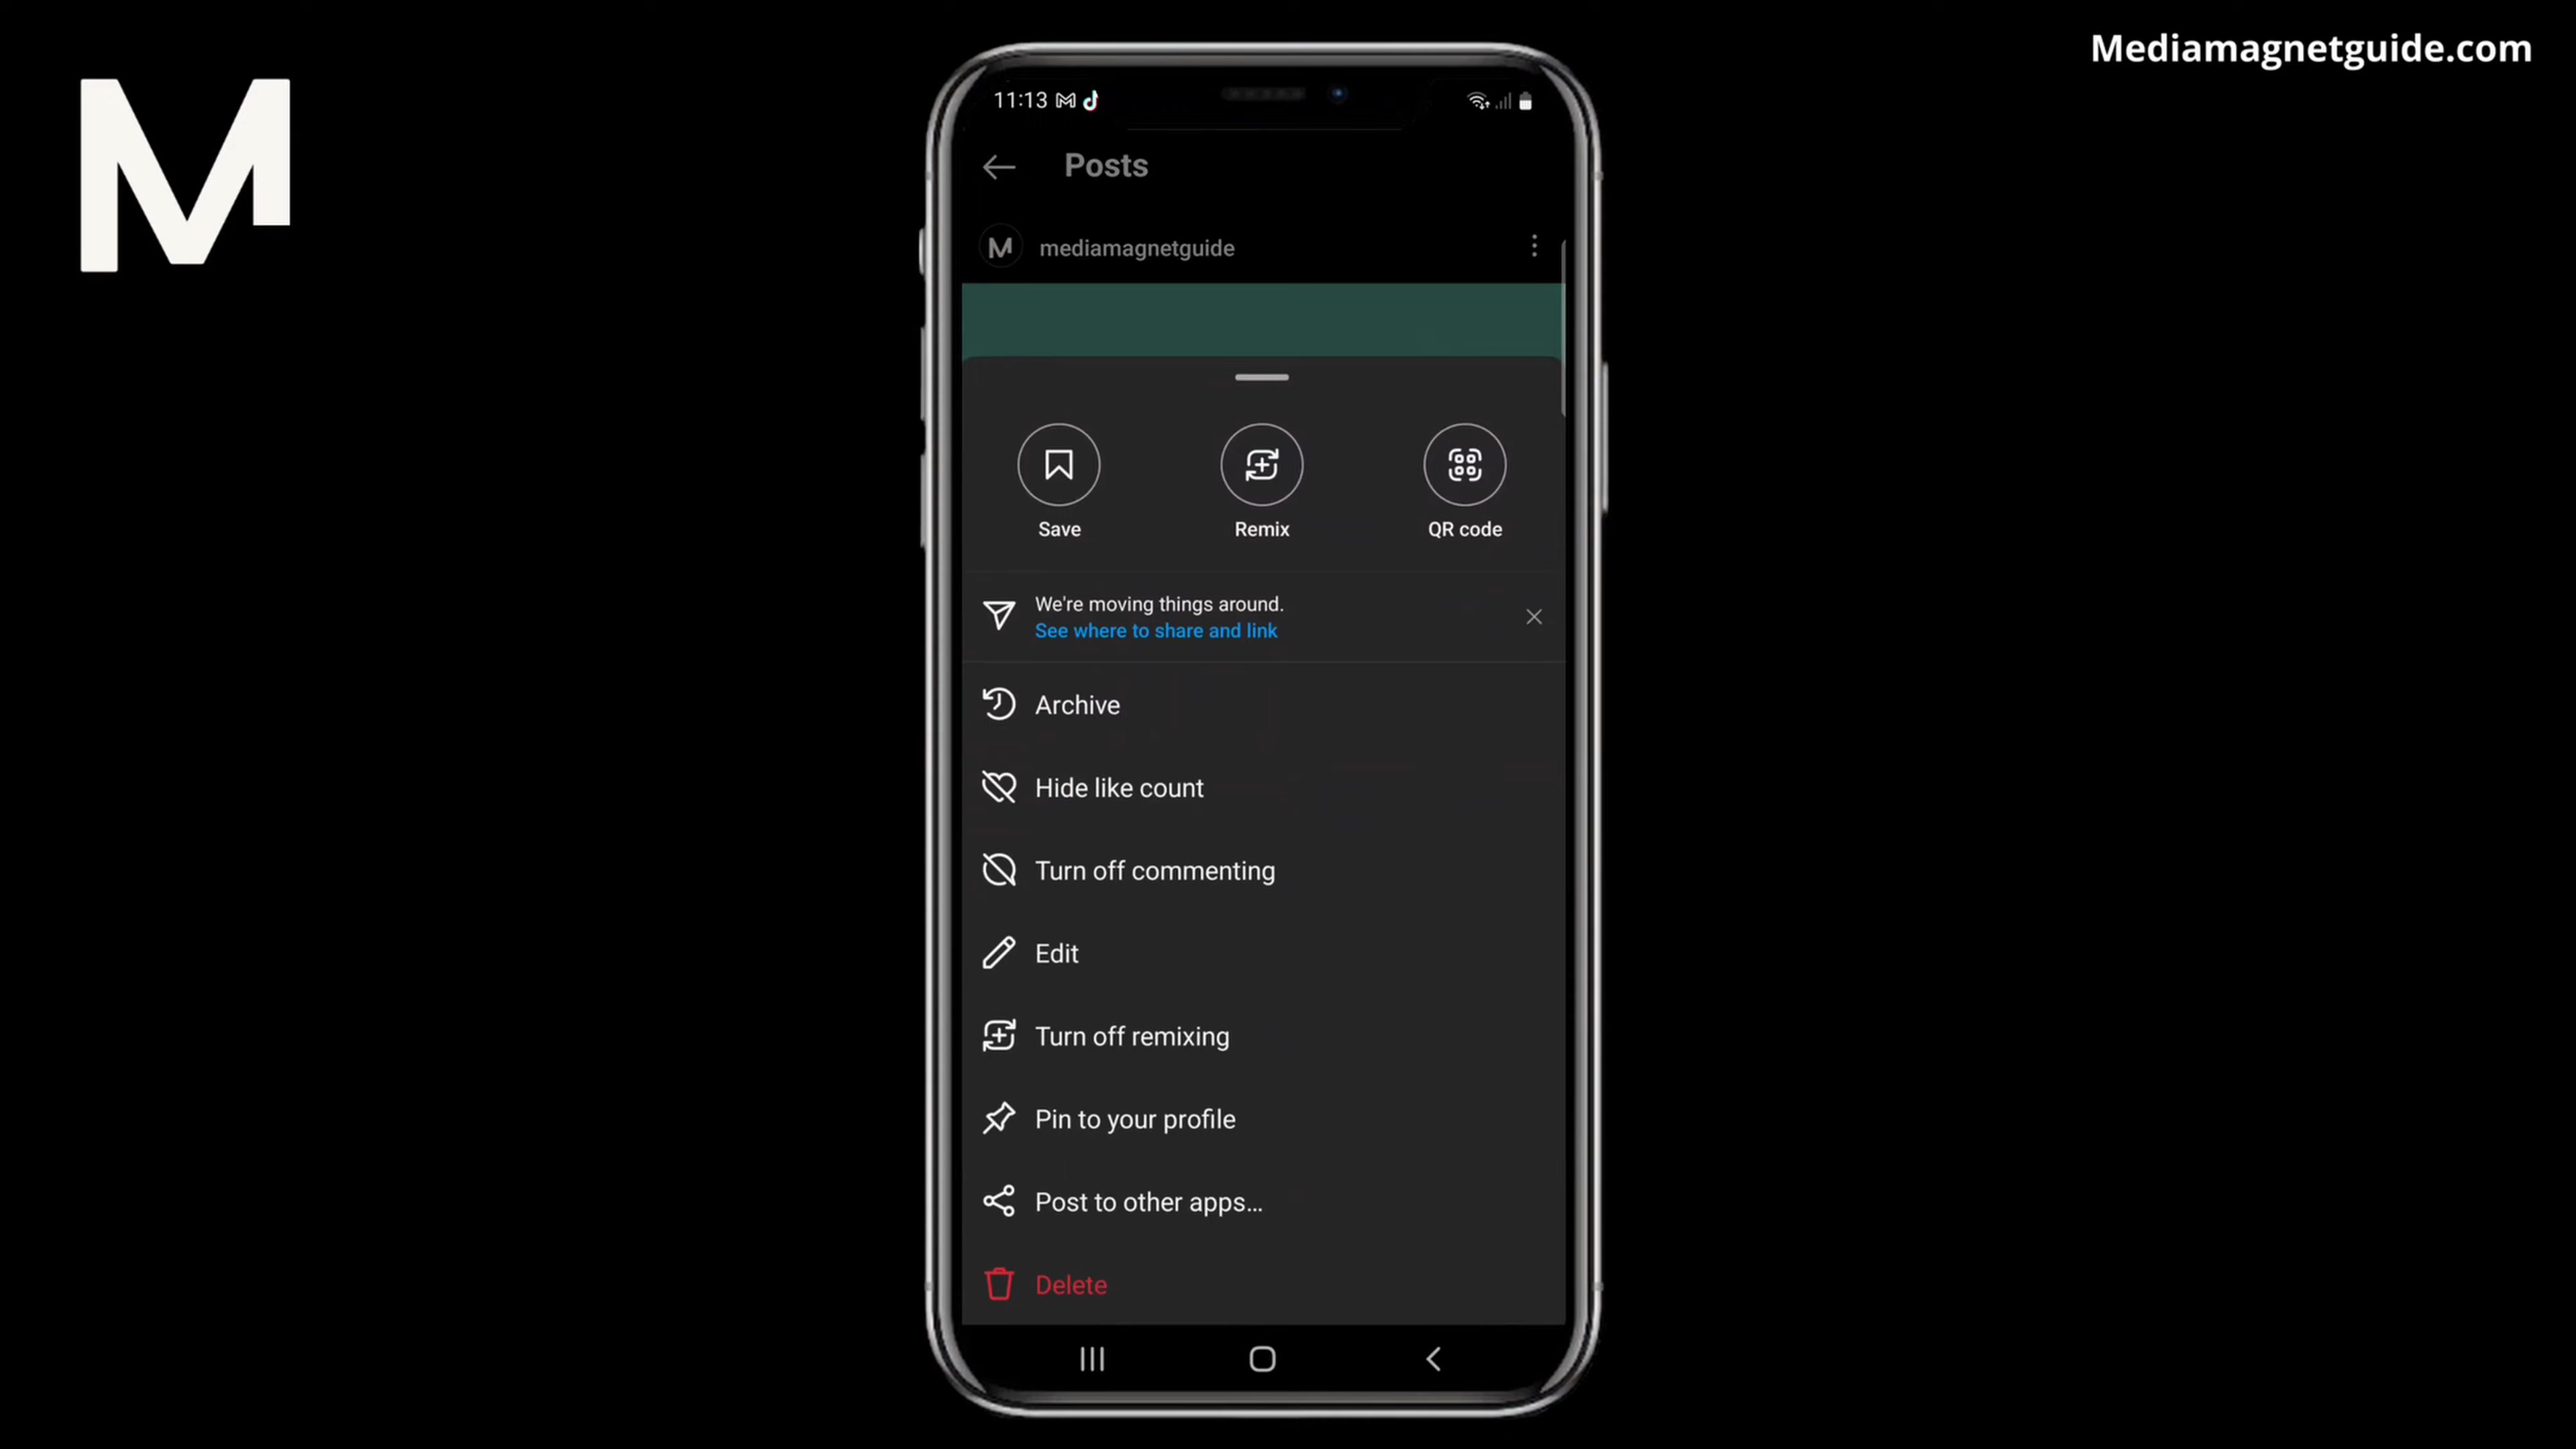 M
Mediamagnetguide.com
11:13
Posts
M mediamagnetguide
Save
Remix
QR code
We're moving things around.
See where to share and link
Archive
Hide like count
Turn off commenting
Edit
Turn off remixing
Pin to your profile
Post to other apps...
Delete